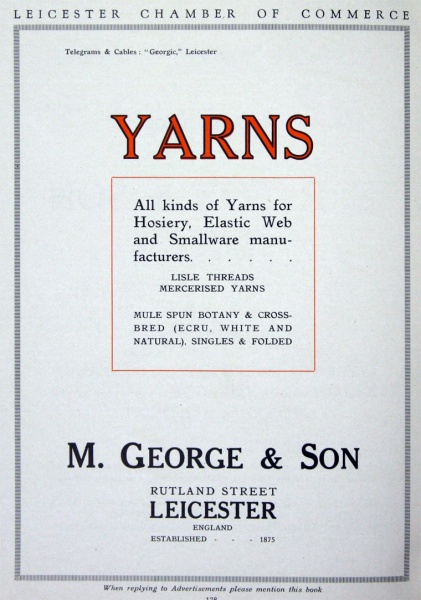 LEICESTER CHAMBER OF COMMERCE
Telegrams & Cables : "Georgic," Leicester
YARNS
All kinds of Yarns for
Hosiery, Elastic Web
and Smallware manu-
facturers. . . . . .
LISLE THREADS
MERCERISED YARNS
MULE SPUN BOTANY & CROSS-
BRED (ECRU, WHITE AND
NATURAL), SINGLES & FOLDED
M. GEORGE & SON
RUTLAND STREET
LEICESTER
ENGLAND
ESTABLISHED - - - 1875
When replying to Advertisements please mention this book
128